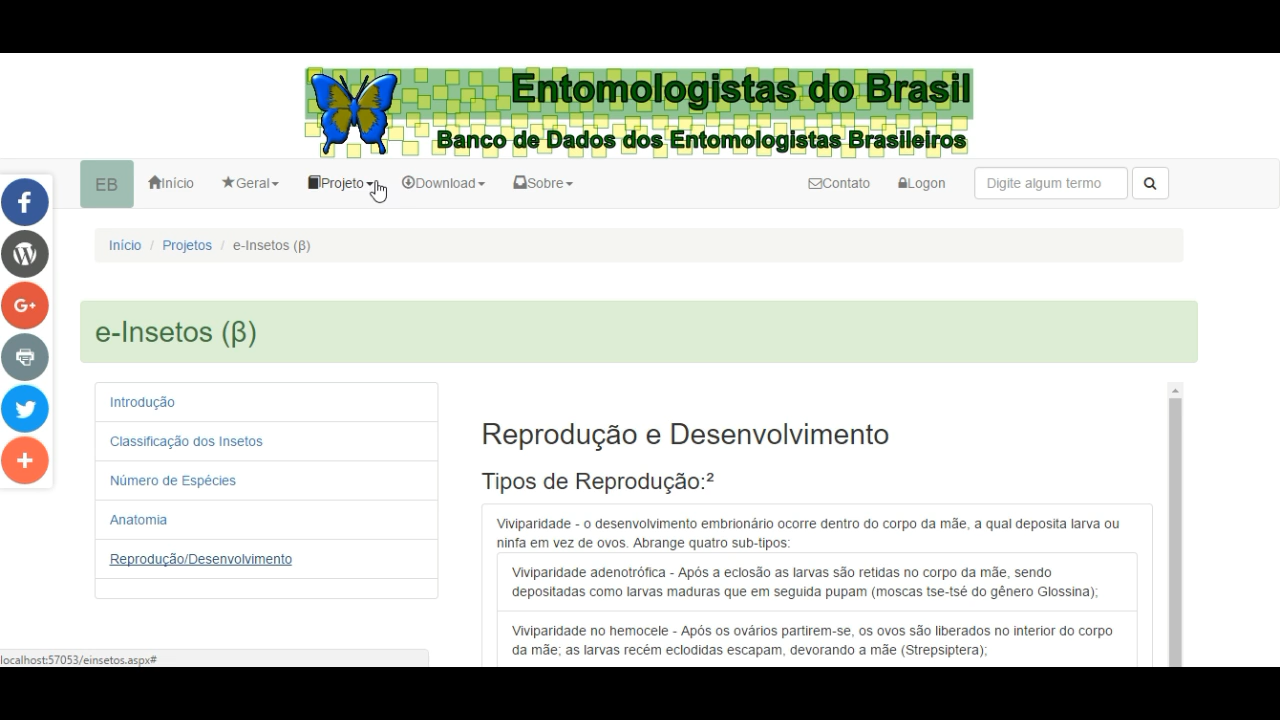 Entomologistas do Brasil
Banco de Dados dos Entomologistas Brasileiros
EB Início Geral Projeto Download Sobre Contato Logon Digite algum termo
Início / Projetos / e-Insetos (β)
e-Insetos (β)
Introdução
Classificação dos Insetos
Número de Espécies
Anatomia
Reprodução/Desenvolvimento
Reprodução e Desenvolvimento
Tipos de Reprodução:²
Viviparidade - o desenvolvimento embrionário ocorre dentro do corpo da mãe, a qual deposita larva ou
ninfa em vez de ovos. Abrange quatro sub-tipos:
Viviparidade adenotrófica - Após a eclosão as larvas são retidas no corpo da mãe, sendo
depositadas como larvas maduras que em seguida pupam (moscas tse-tsé do gênero Glossina);
Viviparidade no hemocele - Após os ovários partirem-se, os ovos são liberados no interior do corpo
da mãe; as larvas recém eclodidas escapam, devorando a mãe (Strepsiptera);
localhost:57053/einsetos.aspx#